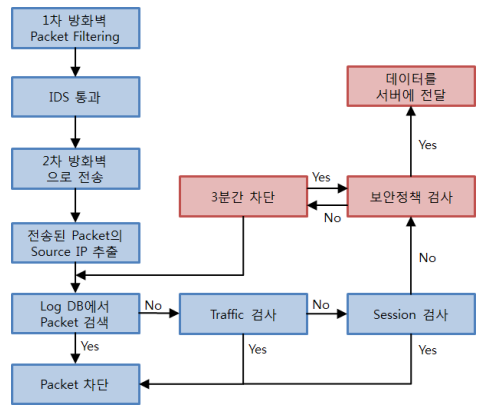 1차 방화벽
Packet Filtering
IDS 통과
데이터를
서버에 전달
Yes
2차 방화벽
으로 전송
3분간 차단
Yes
No
보안정책 검사
전송된 Packet의
Source IP 추출
No
Log DB에서
Packet 검색
No
Traffic 검사
No
Session 검사
Yes
Yes
Yes
Packet 차단